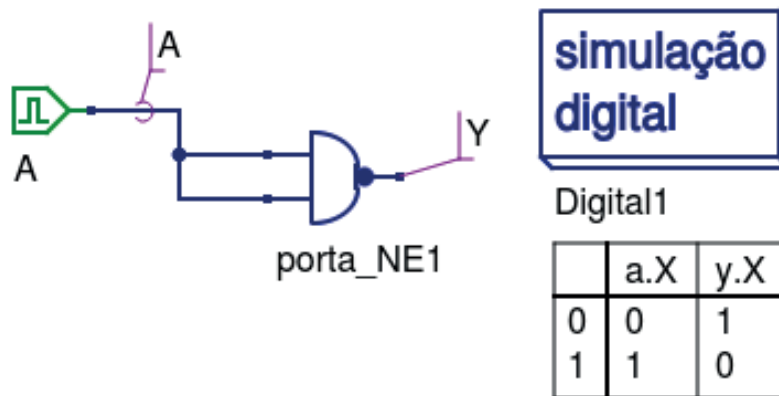 A
A
Y
porta_NE1
simulação
digital
Digital1
a.X y.X
0 0 1
1 1 0